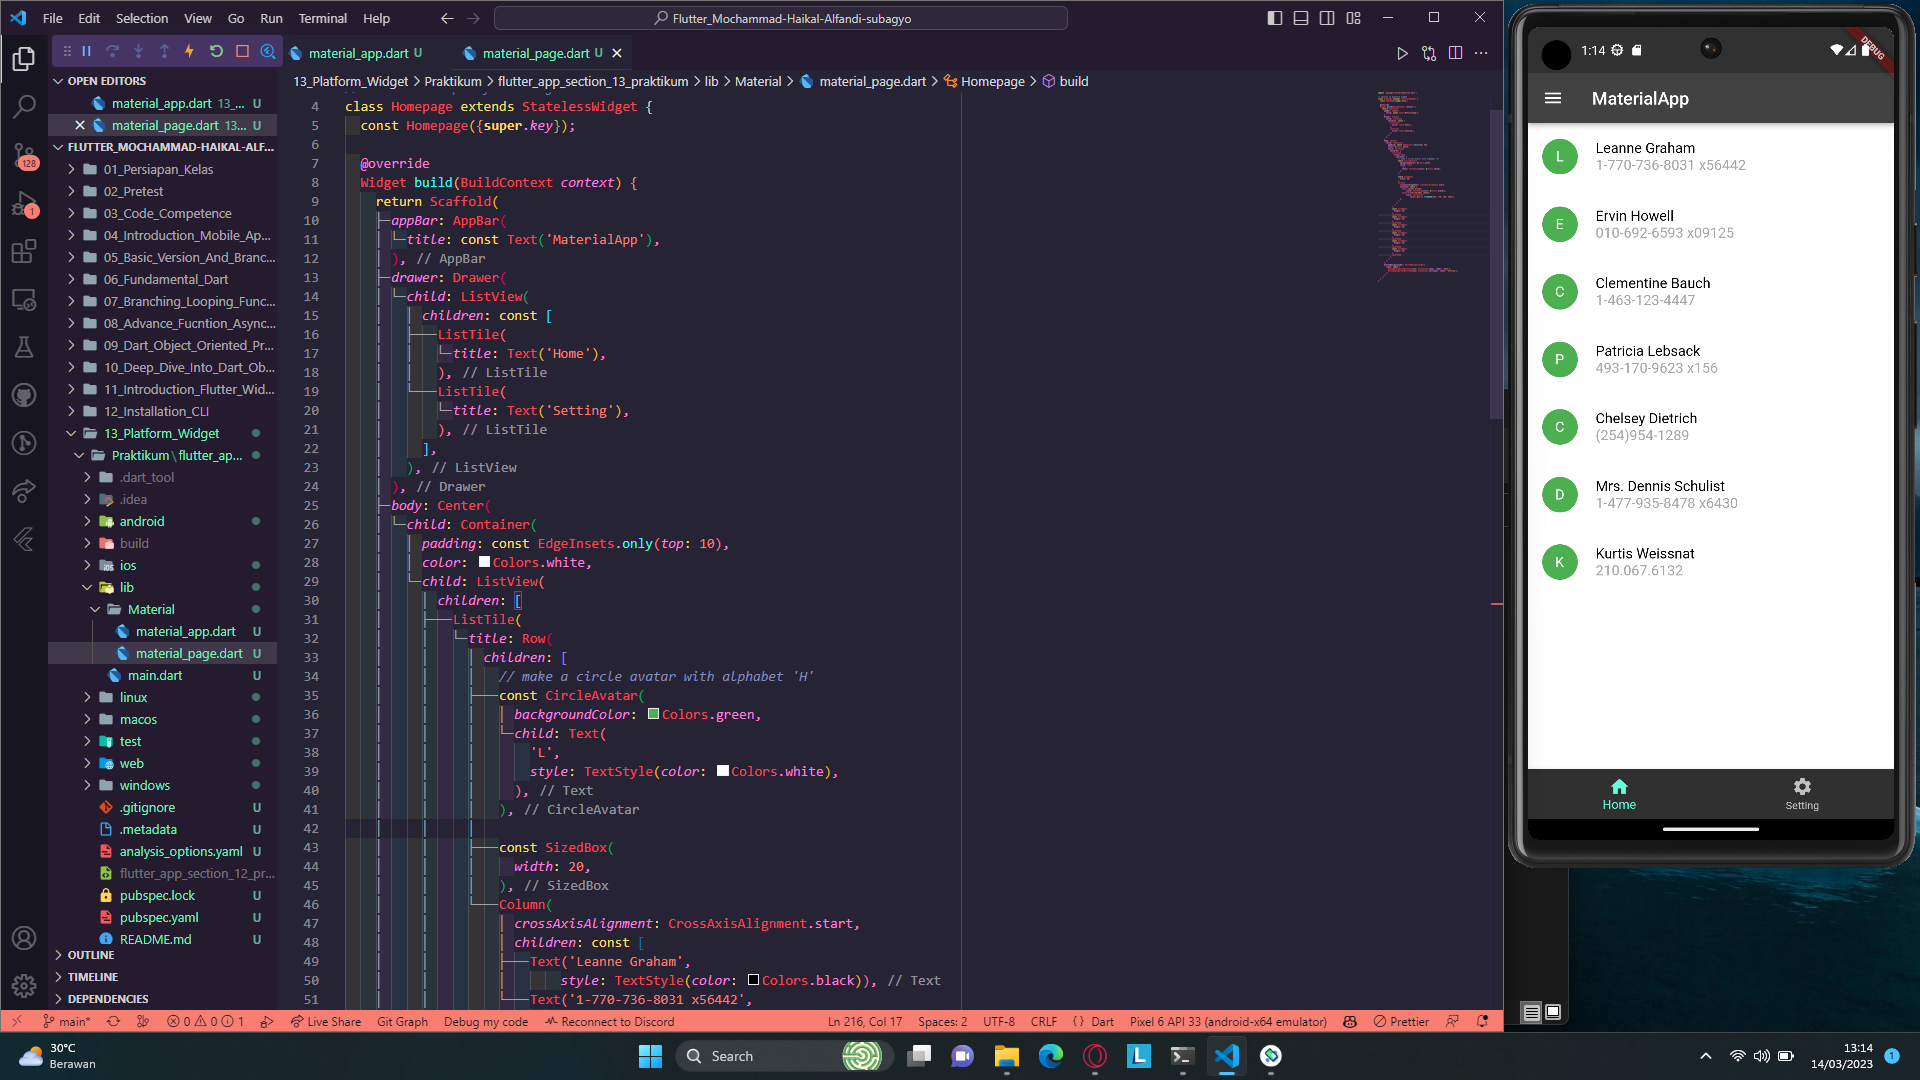 File Edit Selection View Go Run Terminal Help
Flutter_Mochammad-Haikal-Alfandi-subagyo
material_app.dart U
material_page.dart U
13_Platform_Widget > Praktikum > flutter_app_section_13_praktikum > lib > Material > material_page.dart > Homepage > build
OPEN EDITORS
material_app.dart 13_... U
material_page.dart 13... U
FLUTTER_MOCHAMMAD-HAIKAL-ALF...
01_Persiapan_Kelas
02_Pretest
03_Code_Competence
04_Introduction_Mobile_Ap...
05_Basic_Version_And_Branc...
06_Fundamental_Dart
07_Branching_Looping_Func...
08_Advance_Fucntion_Async...
09_Dart_Object_Oriented_Pr...
10_Deep_Dive_Into_Dart_Ob...
11_Introduction_Flutter_Wid...
12_Installation_CLI
13_Platform_Widget
Praktikum\flutter_ap...
.dart_tool
.idea
android
build
ios
lib
Material
material_app.dart U
material_page.dart U
main.dart U
linux
macos
test
web
windows
.gitignore U
.metadata U
analysis_options.yaml U
flutter_app_section_12_pr...
pubspec.lock U
pubspec.yaml U
README.md U
OUTLINE
TIMELINE
DEPENDENCIES
128
1
4 class Homepage extends StatelessWidget {
5 const Homepage({super.key});
6
7 @override
8 Widget build(BuildContext context) {
9 return Scaffold(
10 appBar: AppBar(
11 title: const Text('MaterialApp'),
12 ), // AppBar
13 drawer: Drawer(
14 child: ListView(
15 children: const [
16 ListTile(
17 title: Text('Home'),
18 ), // ListTile
19 ListTile(
20 title: Text('Setting'),
21 ), // ListTile
22 ],
23 ), // ListView
24 ), // Drawer
25 body: Center(
26 child: Container(
27 padding: const EdgeInsets.only(top: 10),
28 color: Colors.white,
29 child: ListView(
30 children: [
31 ListTile(
32 title: Row(
33 children: [
34 // make a circle avatar with alphabet 'H'
35 const CircleAvatar(
36 backgroundColor: Colors.green,
37 child: Text(
38 'L',
39 style: TextStyle(color: Colors.white),
40 ), // Text
41 ), // CircleAvatar
42
43 const SizedBox(
44 width: 20,
45 ), // SizedBox
46 Column(
47 crossAxisAlignment: CrossAxisAlignment.start,
48 children: const [
49 Text('Leanne Graham',
50 style: TextStyle(color: Colors.black)), // Text
51 Text('1-770-736-8031 x56442',
main* 0 0 1 Live Share Git Graph Debug my code Reconnect to Discord Ln 216, Col 17 Spaces: 2 UTF-8 CRLF {} Dart Pixel 6 API 33 (android-x64 emulator) Prettier
1:14
DEBUG
MaterialApp
L Leanne Graham
1-770-736-8031 x56442
E Ervin Howell
010-692-6593 x09125
C Clementine Bauch
1-463-123-4447
P Patricia Lebsack
493-170-9623 x156
C Chelsey Dietrich
(254)954-1289
D Mrs. Dennis Schulist
1-477-935-8478 x6430
K Kurtis Weissnat
210.067.6132
Home Setting
30°C
Berawan
Search
L
13:14
14/03/2023
1